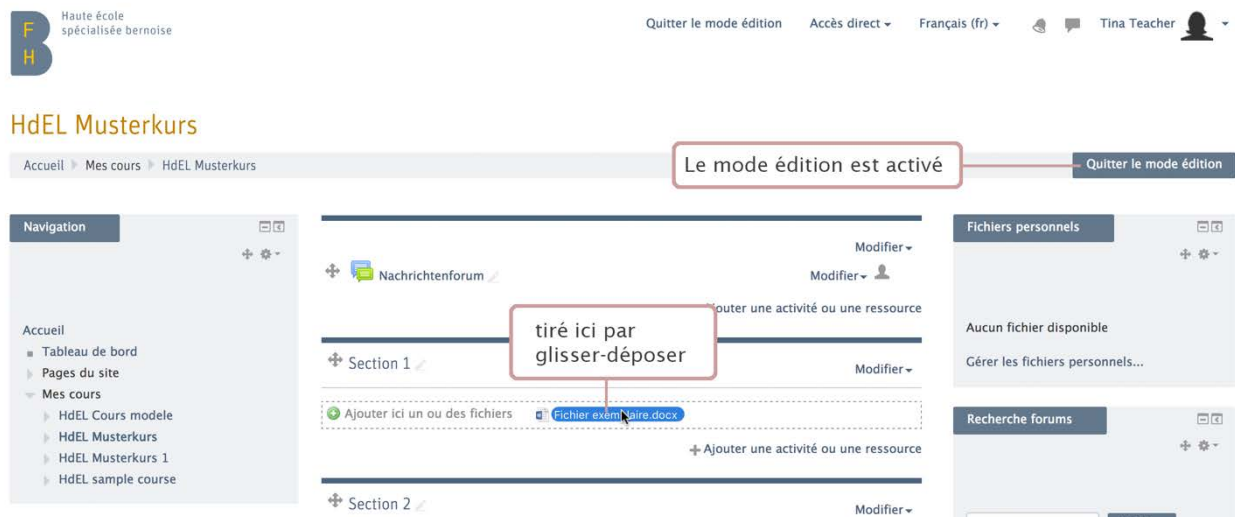 F
H
Haute école
spécialisée bernoise
Quitter le mode édition
Accès direct
Français (fr)
Tina Teacher
HdEL Musterkurs
Accueil
Mes cours
HdEL Musterkurs
Le mode édition est activé
Quitter le mode édition
Navigation
Accueil
Tableau de bord
Pages du site
Mes cours
HdEL Cours modele
HdEL Musterkurs
HdEL Musterkurs 1
HdEL sample course
Modifier
Nachrichtenforum
Modifier
Ajouter une activité ou une ressource
tiré ici par
glisser-déposer
Section 1
Modifier
Ajouter ici un ou des fichiers
Fichier exemplaire.docx
Ajouter une activité ou une ressource
Section 2
Modifier
Fichiers personnels
Aucun fichier disponible
Gérer les fichiers personnels...
Recherche forums